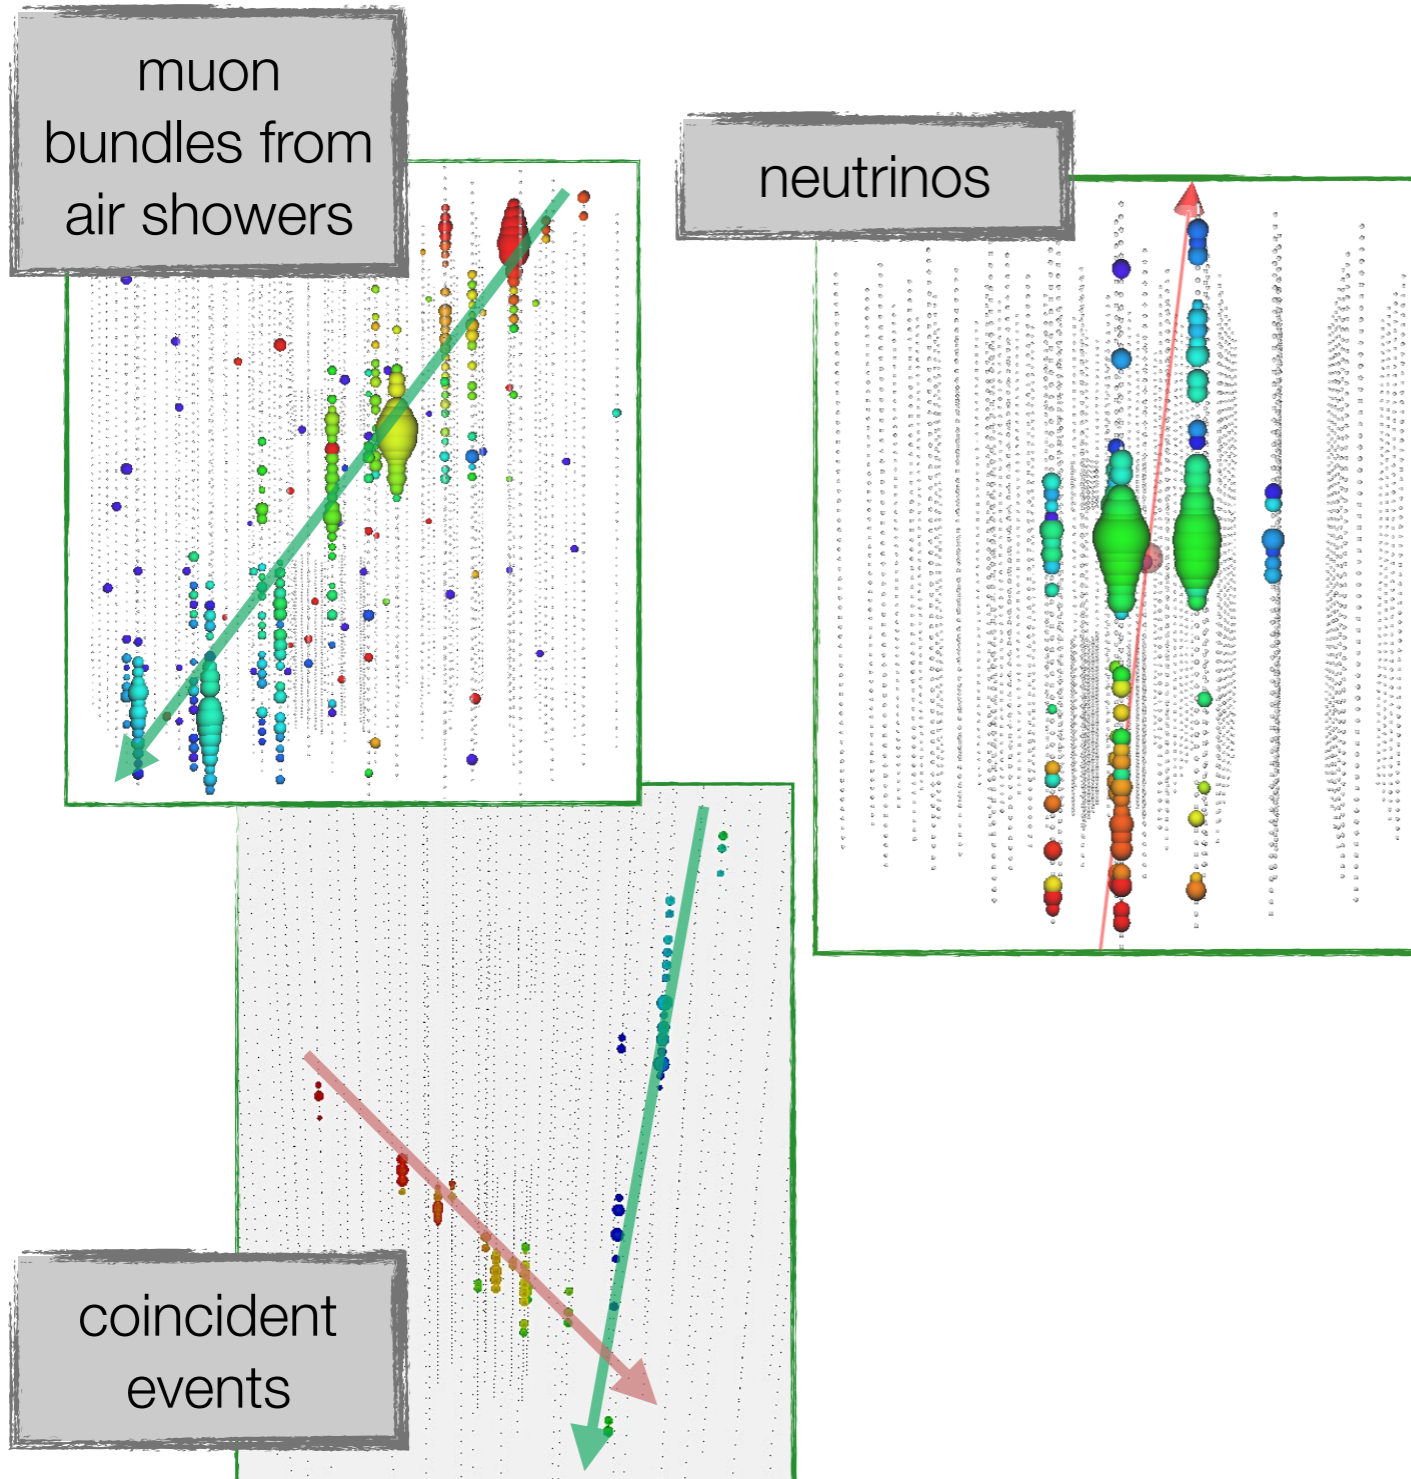 muon
bundles from
air showers
neutrinos
coincident
events